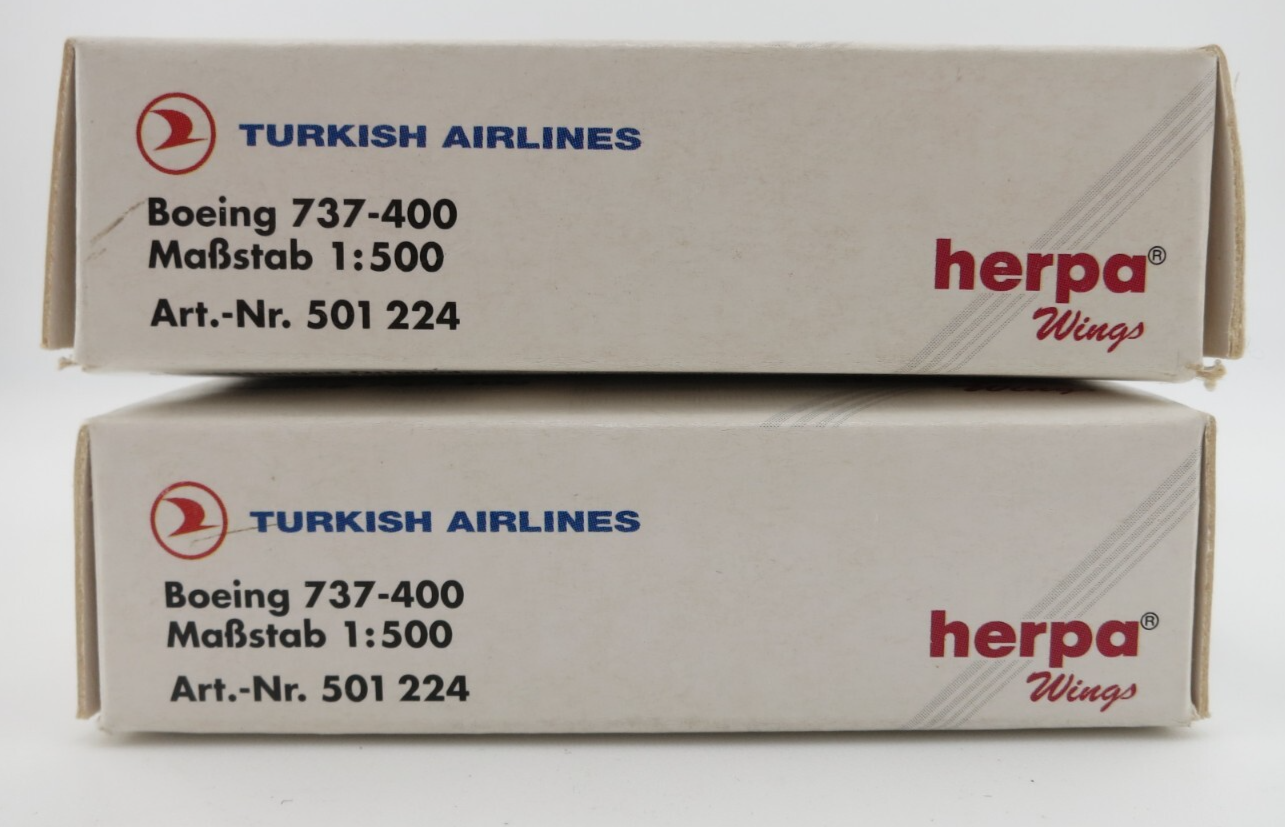 TURKISH AIRLINES
Boeing 737-400
Maßstab 1:500
Art.-Nr. 501 224
herpa®
Wings
TURKISH AIRLINES
Boeing 737-400
Maßstab 1:500
Art.-Nr. 501 224
herpa®
Wings